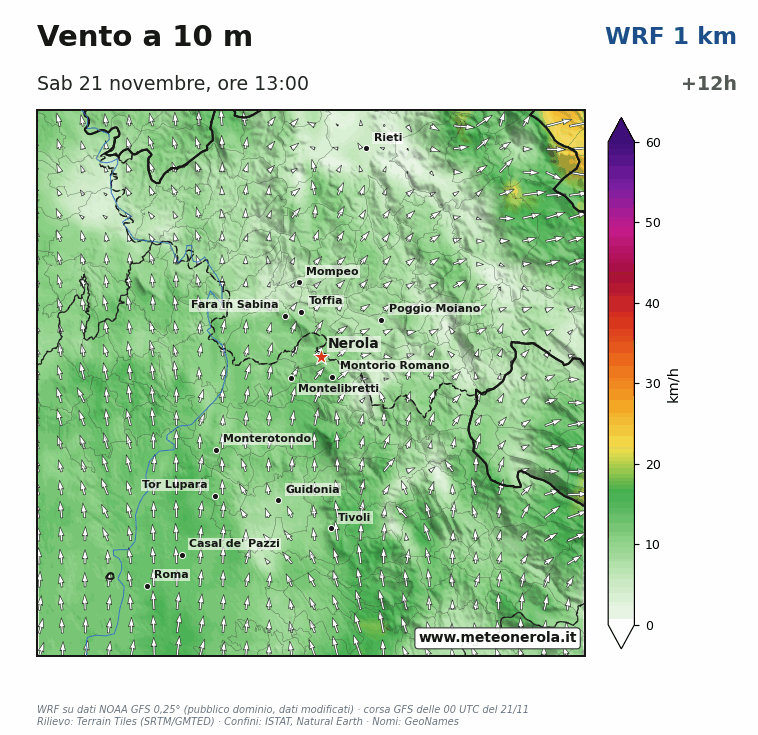 Vento a 10 m
WRF 1 km
Sab 21 novembre, ore 13:00
+12h
Rieti
Mompeo
Fara in Sabina
Toffia
Poggio Moiano
Nerola
Montorio Romano
Montelibretti
Monterotondo
Tor Lupara
Guidonia
Tivoli
Casal de' Pazzi
Roma
www.meteonerola.it
60
50
40
30
20
10
0
km/h
WRF su dati NOAA GFS 0,25° (pubblico dominio, dati modificati) · corsa GFS delle 00 UTC del 21/11
Rilievo: Terrain Tiles (SRTM/GMTED) · Confini: ISTAT, Natural Earth · Nomi: GeoNames